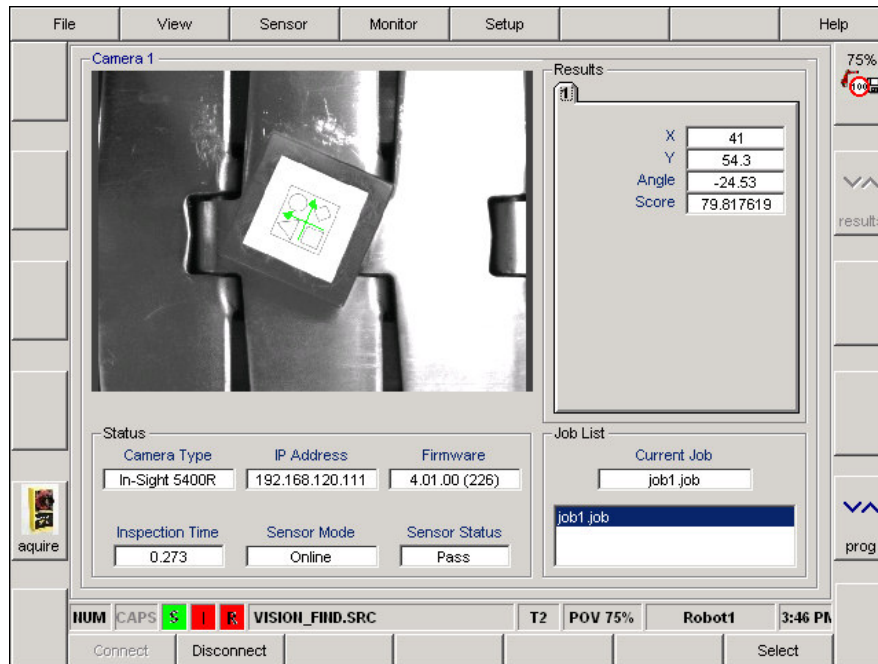 File View Sensor Monitor Setup Help
Camera 1
Results
1
X 41
Y 54.3
Angle -24.53
Score 79.817619
75%
100
results
Status
Camera Type IP Address Firmware
In-Sight 5400R 192.168.120.111 4.01.00 (226)
Inspection Time Sensor Mode Sensor Status
0.273 Online Pass
Job List
Current Job
job1.job
job1.job
aquire
prog
NUM CAPS S I R VISION_FIND.SRC T2 POV 75% Robot1 3:46 PM
Connect Disconnect Select